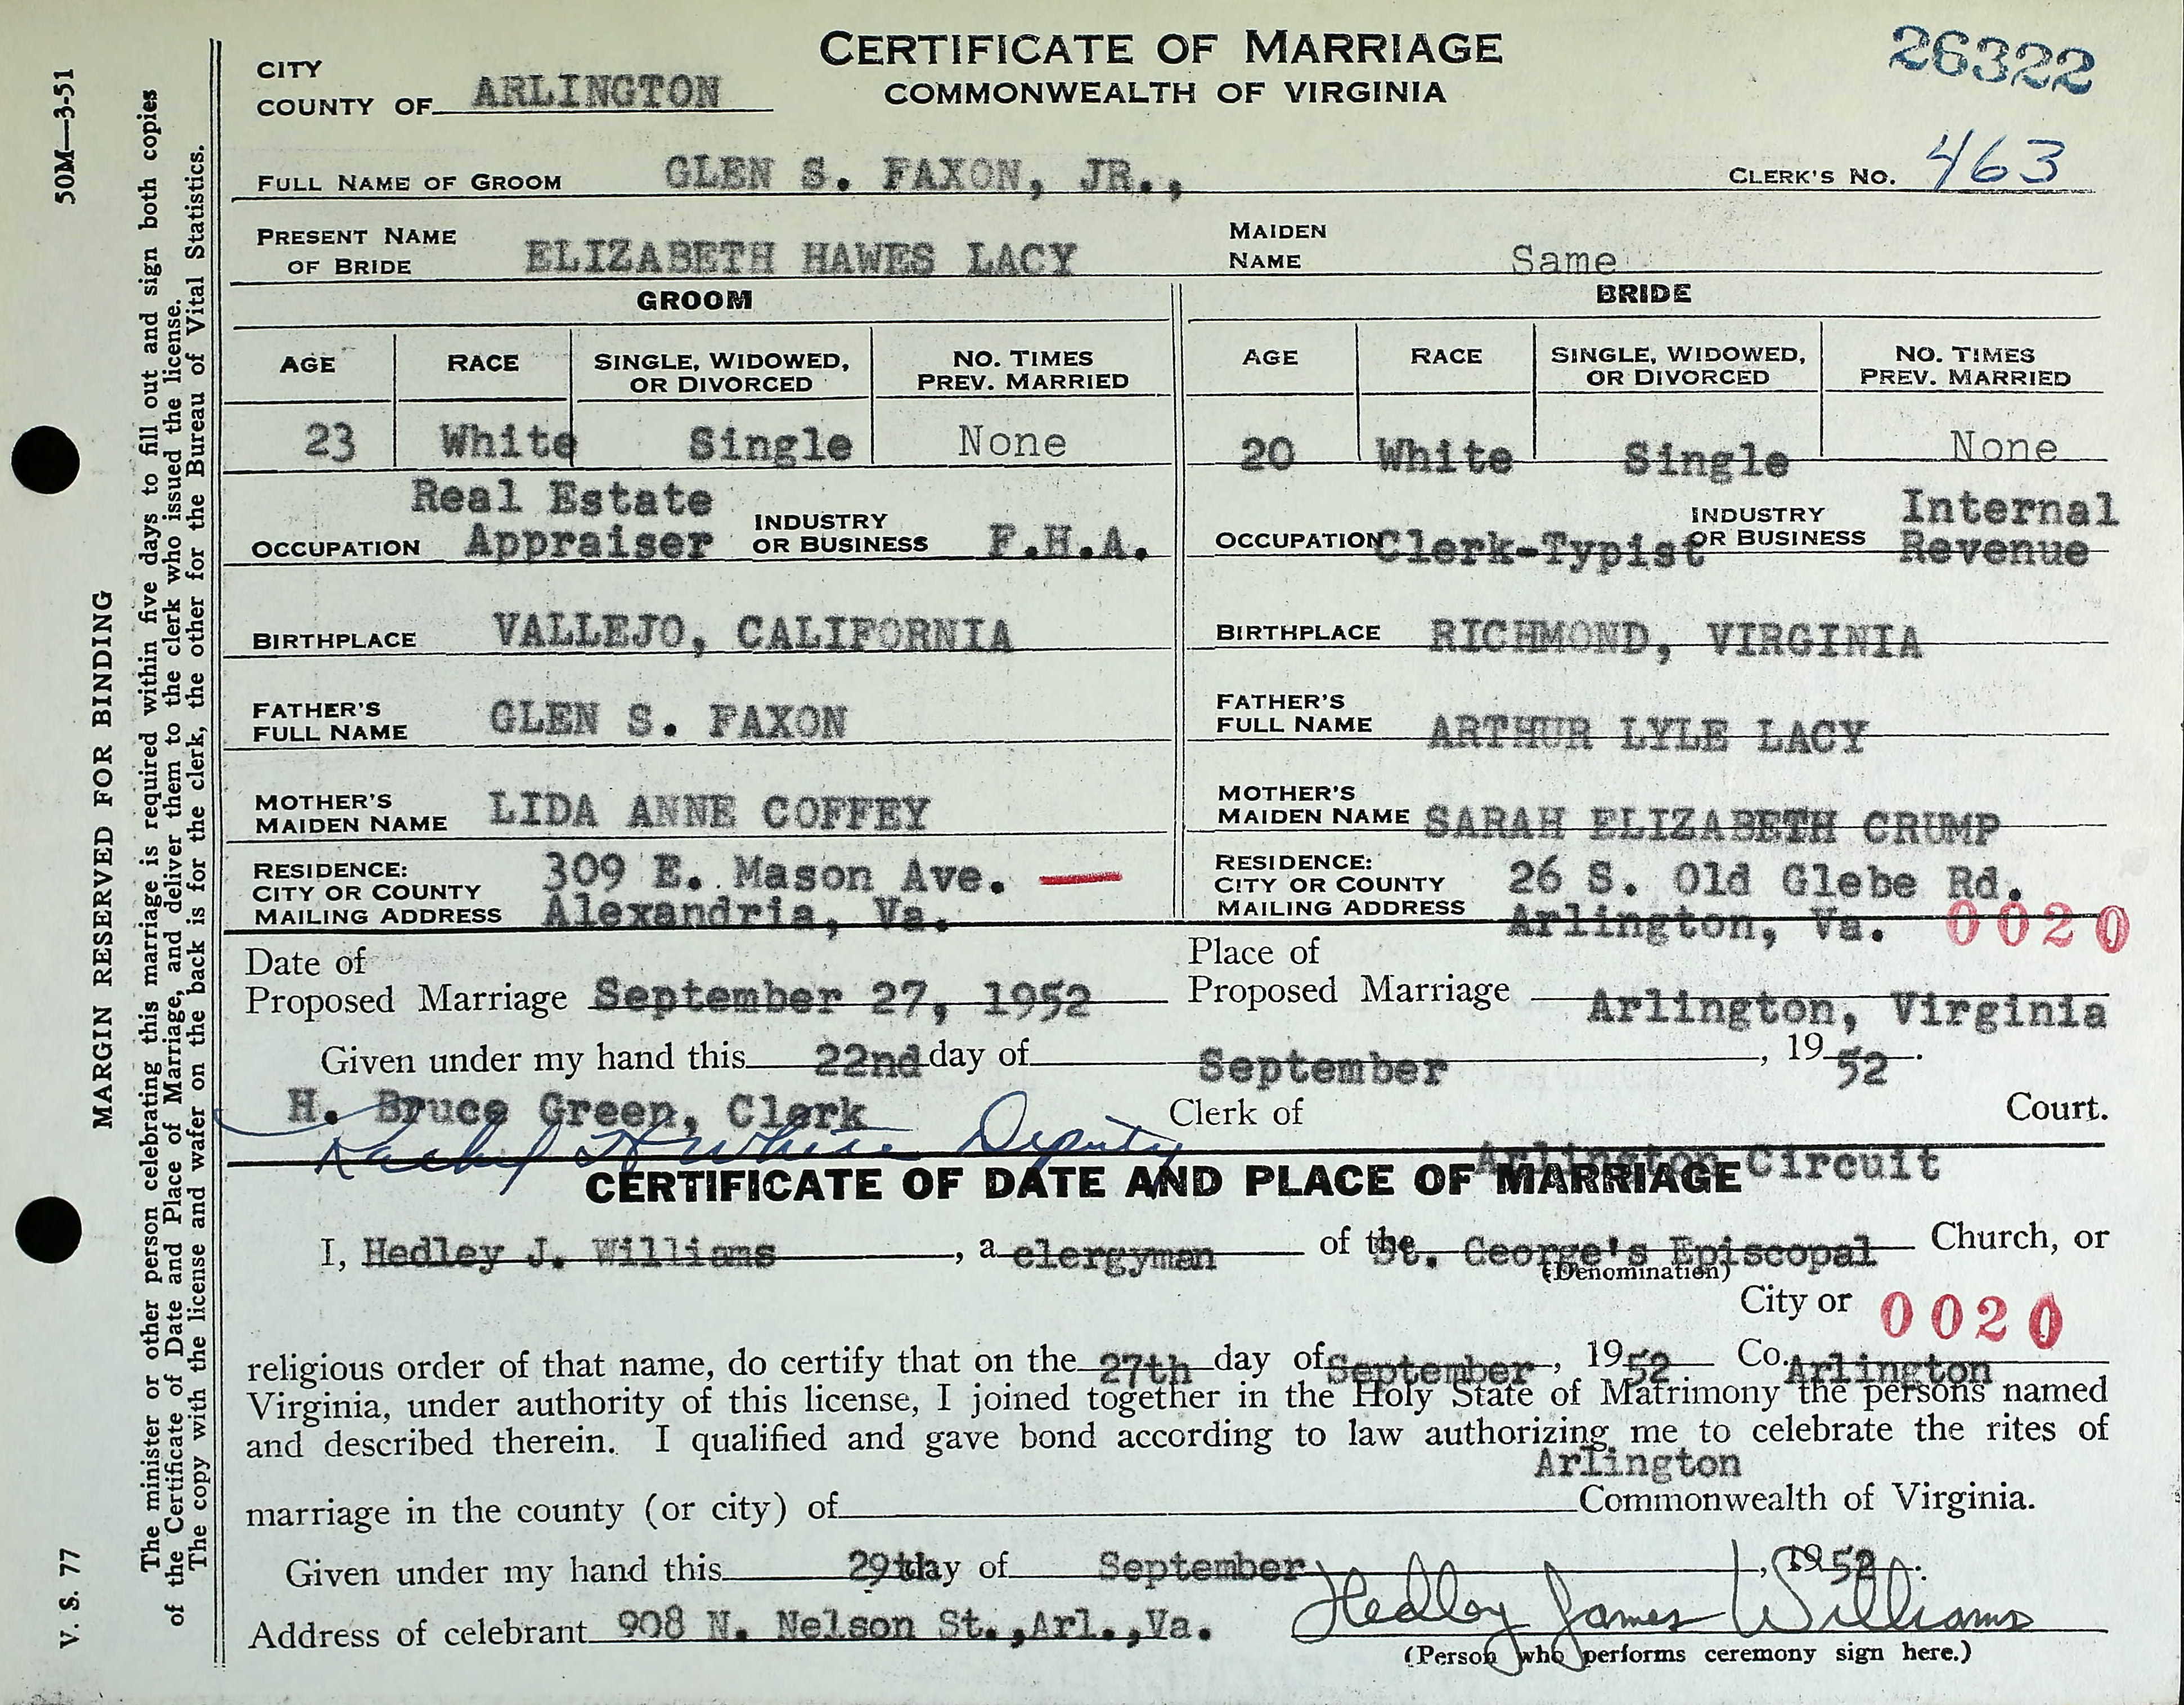 CERTIFICATE OF MARRIAGE
COMMONWEALTH OF VIRGINIA
26322
CITY
COUNTY OF ARLINGTON
FULL NAME OF GROOM GLEN S. FAXON, JR.,
CLERK'S NO. 463
PRESENT NAME
OF BRIDE ELIZABETH HAWES LACY
MAIDEN
NAME Same
GROOM
AGE RACE SINGLE, WIDOWED, NO. TIMES
OR DIVORCED PREV. MARRIED
23 White Single None
Real Estate
OCCUPATION Appraiser INDUSTRY
OR BUSINESS F.H.A.
BIRTHPLACE VALLEJO, CALIFORNIA
FATHER'S
FULL NAME GLEN S. FAXON
MOTHER'S
MAIDEN NAME LIDA ANNE COFFEY
RESIDENCE: 309 E. Mason Ave.
CITY OR COUNTY
MAILING ADDRESS Alexandria, Va.
BRIDE
AGE RACE SINGLE, WIDOWED, NO. TIMES
OR DIVORCED PREV. MARRIED
20 White Single None
OCCUPATION Clerk-Typist INDUSTRY Internal
OR BUSINESS Revenue
BIRTHPLACE RICHMOND, VIRGINIA
FATHER'S
FULL NAME ARTHUR LYLE LACY
MOTHER'S
MAIDEN NAME SARAH ELIZABETH CRUMP
RESIDENCE:
CITY OR COUNTY 26 S. Old Glebe Rd.
MAILING ADDRESS Arlington, Va. 0020
Date of
Proposed Marriage September 27, 1952
Place of
Proposed Marriage Arlington, Virginia
Given under my hand this 22nd day of September, 1952.
H. Bruce Green, Clerk Clerk of Court.
Rachel H White Deputy
Arlington Circuit
CERTIFICATE OF DATE AND PLACE OF MARRIAGE
I, Hedley J. Williams, a clergyman of the St. George's Episcopal Church, or
(Denomination)
City or 0020
religious order of that name, do certify that on the 27th day of September, 1952 Co. Arlington
Virginia, under authority of this license, I joined together in the Holy State of Matrimony the persons named
and described therein. I qualified and gave bond according to law authorizing me to celebrate the rites of
Arlington
marriage in the county (or city) of Commonwealth of Virginia.
Given under my hand this 29th day of September, 1952.
Address of celebrant 908 N. Nelson St.,Arl.,Va. Hedley James Williams
(Person who performs ceremony sign here.)
50M—3-51
MARGIN RESERVED FOR BINDING
V. S. 77
The minister or other person celebrating this marriage is required within five days to fill out and sign both copies
of the Certificate of Date and Place of Marriage, and deliver them to the clerk who issued the license.
The copy with the license and wafer on the back is for the clerk, the other for the Bureau of Vital Statistics.